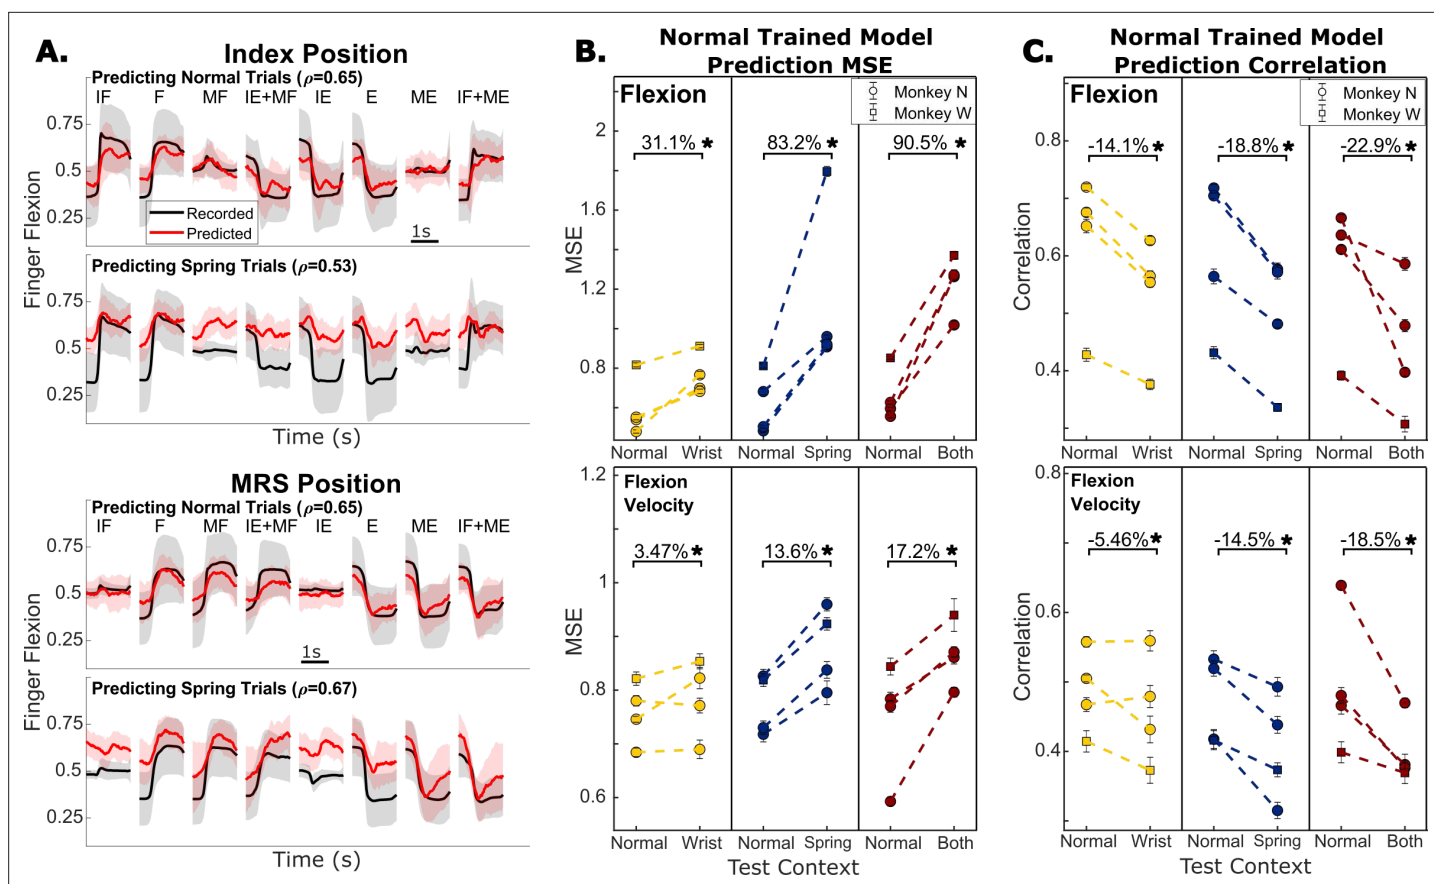 A.
Index Position
Predicting Normal Trials (ρ=0.65)
IF F MF IE+MF IE E ME IF+ME
0.75
0.5
0.25
Recorded
Predicted
1s
Predicting Spring Trials (ρ=0.53)
0.75
0.5
0.25
Finger Flexion
Time (s)
MRS Position
Predicting Normal Trials (ρ=0.65)
IF F MF IE+MF IE E ME IF+ME
0.75
0.5
0.25
1s
Predicting Spring Trials (ρ=0.67)
0.75
0.5
0.25
Finger Flexion
Time (s)
B.
Normal Trained Model
Prediction MSE
Flexion
Monkey N
Monkey W
31.1% *
83.2% *
90.5% *
2
1.6
1.2
0.8
MSE
Normal Wrist Normal Spring Normal Both
Flexion
Velocity
3.47% *
13.6% *
17.2% *
1.2
1
0.8
0.6
MSE
Normal Wrist Normal Spring Normal Both
Test Context
C.
Normal Trained Model
Prediction Correlation
Flexion
Monkey N
Monkey W
-14.1% *
-18.8% *
-22.9% *
0.8
0.6
0.4
Correlation
Normal Wrist Normal Spring Normal Both
Flexion
Velocity
-5.46% *
-14.5% *
-18.5% *
0.8
0.6
0.4
Correlation
Normal Wrist Normal Spring Normal Both
Test Context